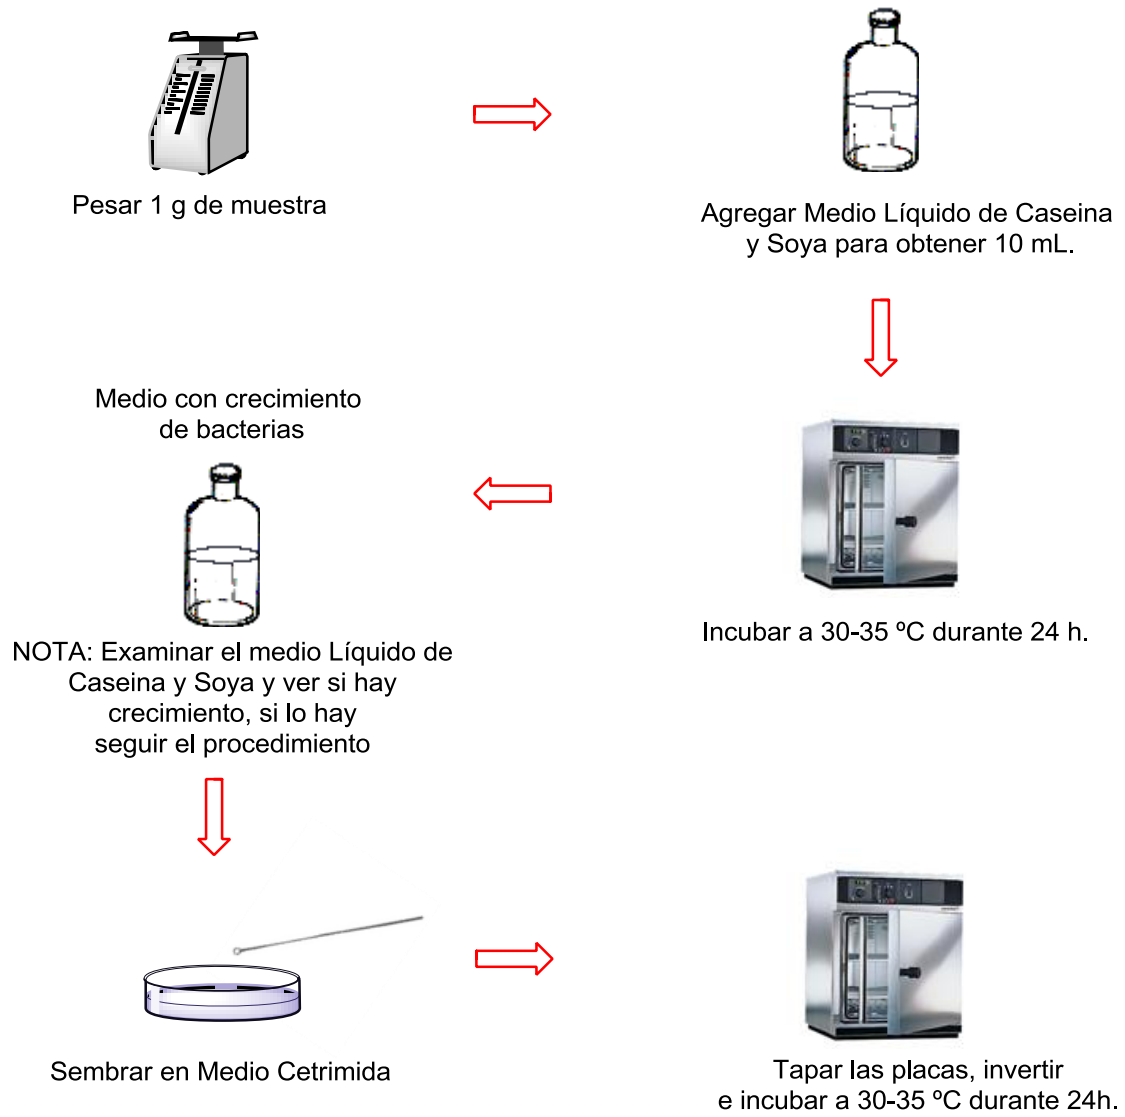 Pesar 1 g de muestra
Agregar Medio Líquido de Caseina
y Soya para obtener 10 mL.
Incubar a 30-35 ºC durante 24 h.
Medio con crecimiento
de bacterias
NOTA: Examinar el medio Líquido de
Caseina y Soya y ver si hay
crecimiento, si lo hay
seguir el procedimiento
Sembrar en Medio Cetrimida
Tapar las placas, invertir
e incubar a 30-35 ºC durante 24h.